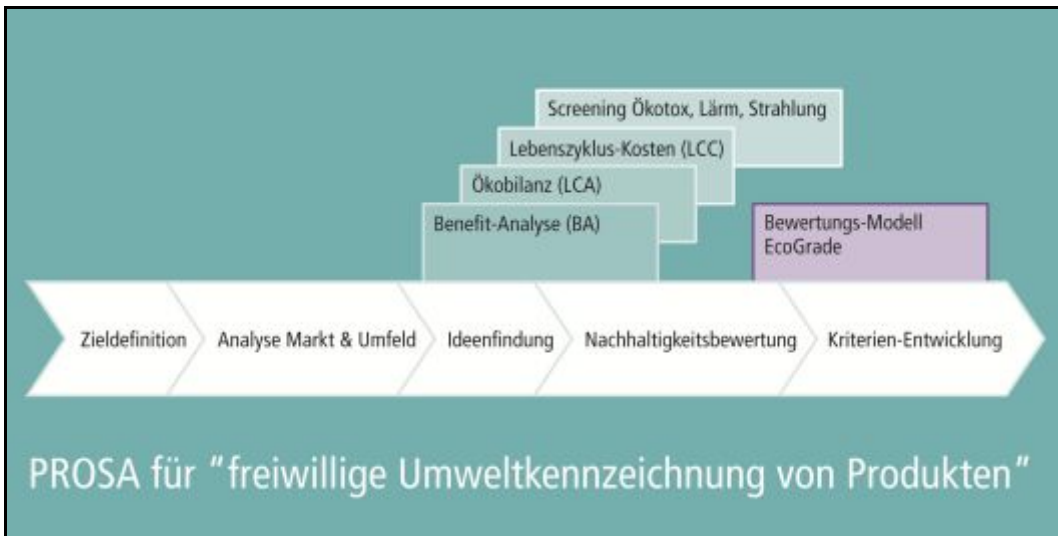 Screening Ökotox, Lärm, Strahlung
Lebenszyklus-Kosten (LCC)
Ökobilanz (LCA)
Benefit-Analyse (BA)
Bewertungs-Modell
EcoGrade
Zieldefinition
Analyse Markt & Umfeld
Ideenfindung
Nachhaltigkeitsbewertung
Kriterien-Entwicklung
PROSA für "freiwillige Umweltkennzeichnung von Produkten"